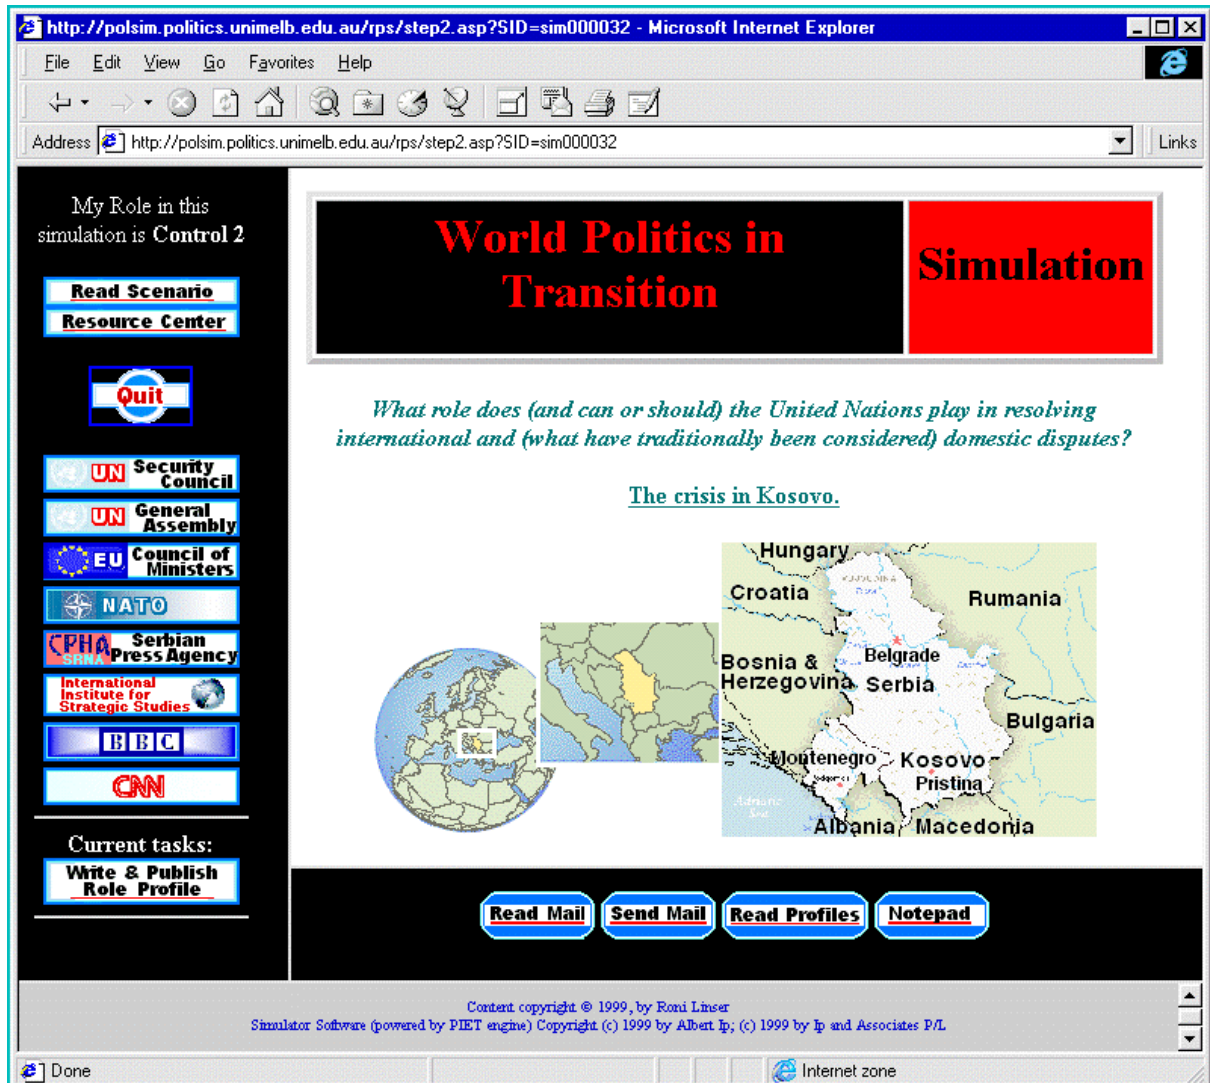 http://polsim.politics.unimelb.edu.au/rps/step2.asp?SID=sim000032 - Microsoft Internet Explorer
File Edit View Go Favorites Help
Address http://polsim.politics.unimelb.edu.au/rps/step2.asp?SID=sim000032 Links
My Role in this
simulation is Control 2
Read Scenario
Resource Center
Quit
UN Security
Council
UN General
Assembly
EU Council of
Ministers
NATO
СРНА Serbian
SRNA Press Agency
International
Institute for
Strategic Studies
BBC
CNN
Current tasks:
Write & Publish
Role Profile
World Politics in
Transition
Simulation
What role does (and can or should) the United Nations play in resolving
international and (what have traditionally been considered) domestic disputes?
The crisis in Kosovo.
Hungary
Croatia
Rumania
Belgrade
Bosnia &
Herzegovina
Serbia
Bulgaria
Montenegro
Kosovo
Pristina
Adriatic
Sea
Albania
Macedonia
Read Mail Send Mail Read Profiles Notepad
Content copyright © 1999, by Roni Linser
Simulator Software (powered by PIET engine) Copyright (c) 1999 by Albert Ip; (c) 1999 by Ip and Associates P/L
Done
Internet zone